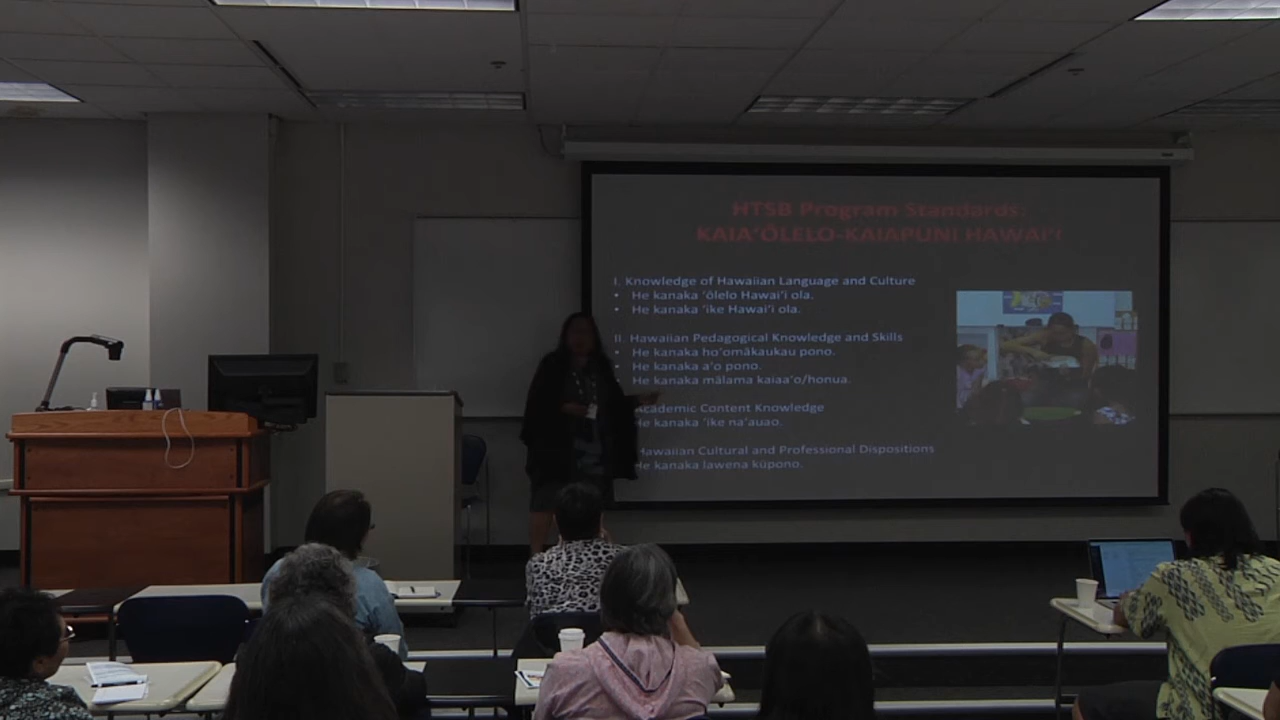 HTSB Program Standards:
KAIA‘ŌLELO-KAIAPUNI HAWAI‘I
I. Knowledge of Hawaiian Language and Culture
• He kanaka ‘ōlelo Hawai‘i ola.
• He kanaka ‘ike Hawai‘i ola.
II. Hawaiian Pedagogical Knowledge and Skills
• He kanaka ho‘omākaukau pono.
• He kanaka a‘o pono.
• He kanaka mālama kaiaa‘o/honua.
Academic Content Knowledge
He kanaka ‘ike na‘auao.
Hawaiian Cultural and Professional Dispositions
He kanaka lawena kūpono.